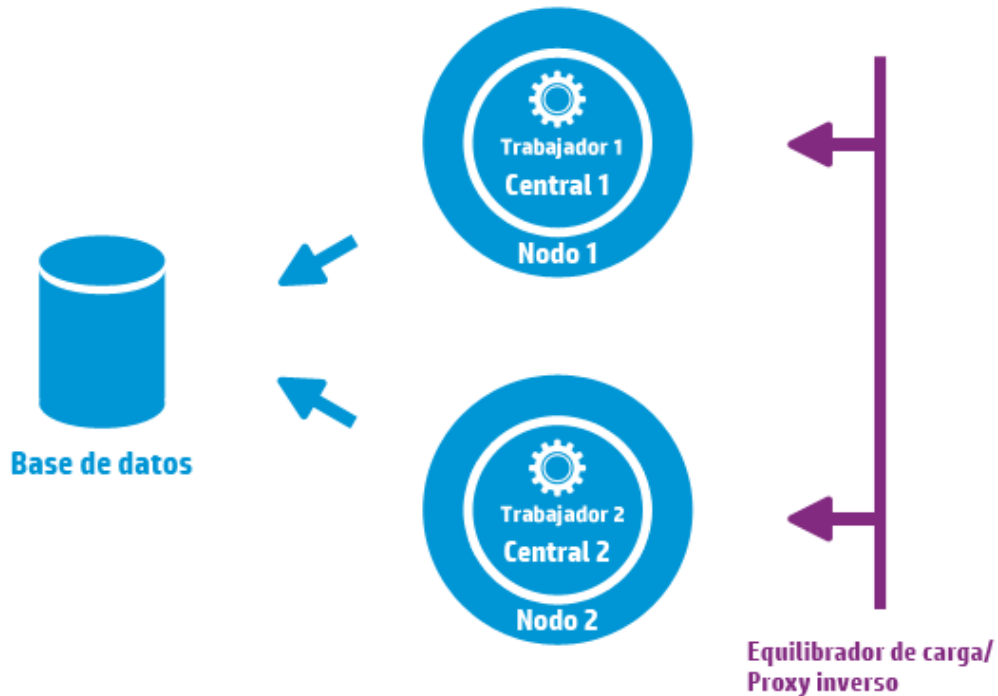 Trabajador 1
Central 1
Nodo 1
Base de datos
Trabajador 2
Central 2
Nodo 2
Equilibrador de carga/
Proxy inverso